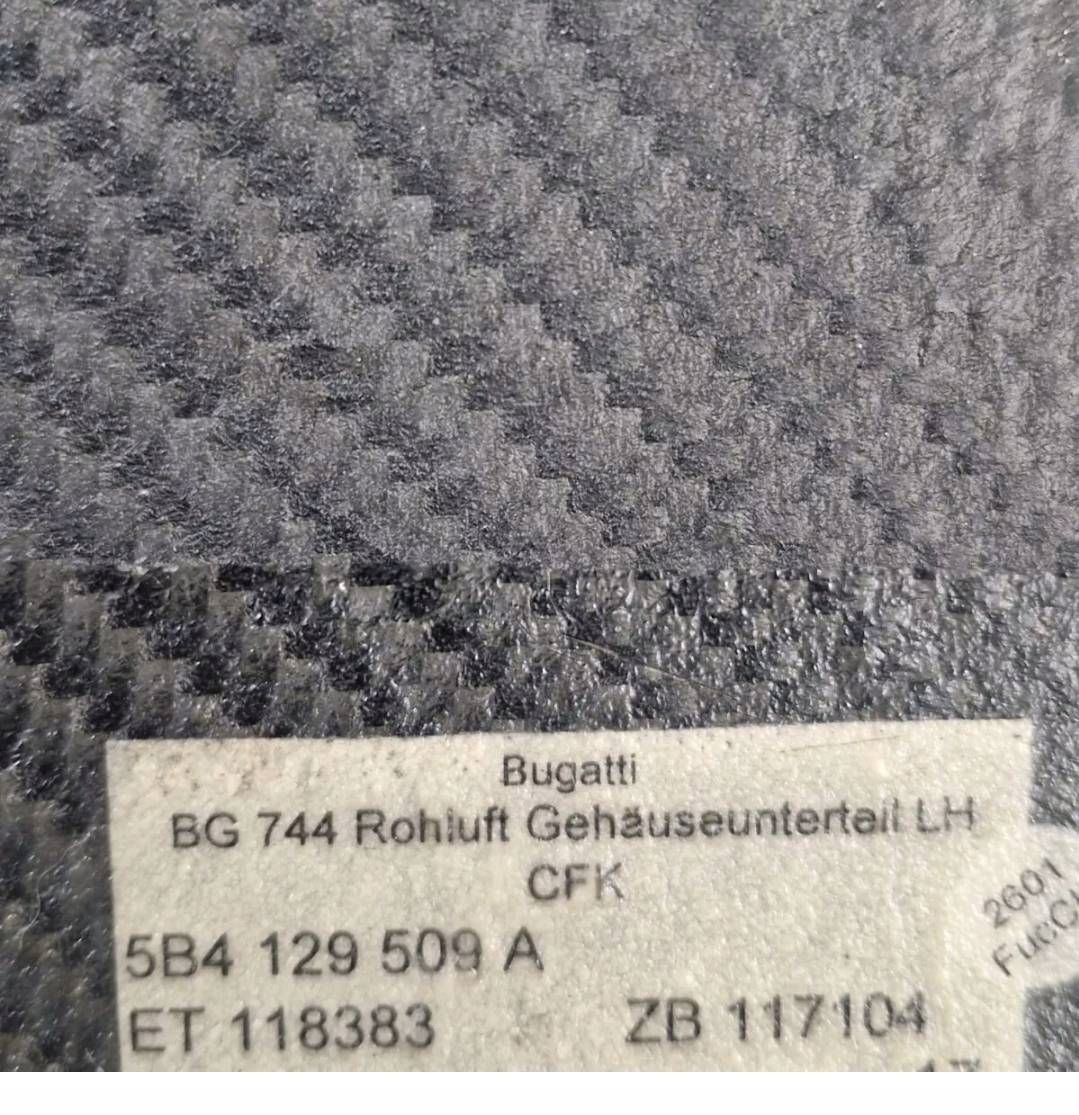 Bugatti
BG 744 Rohluft Gehäuseunterteil LH
CFK
5B4 129 509 A
ET 118383 ZB 117104
2601